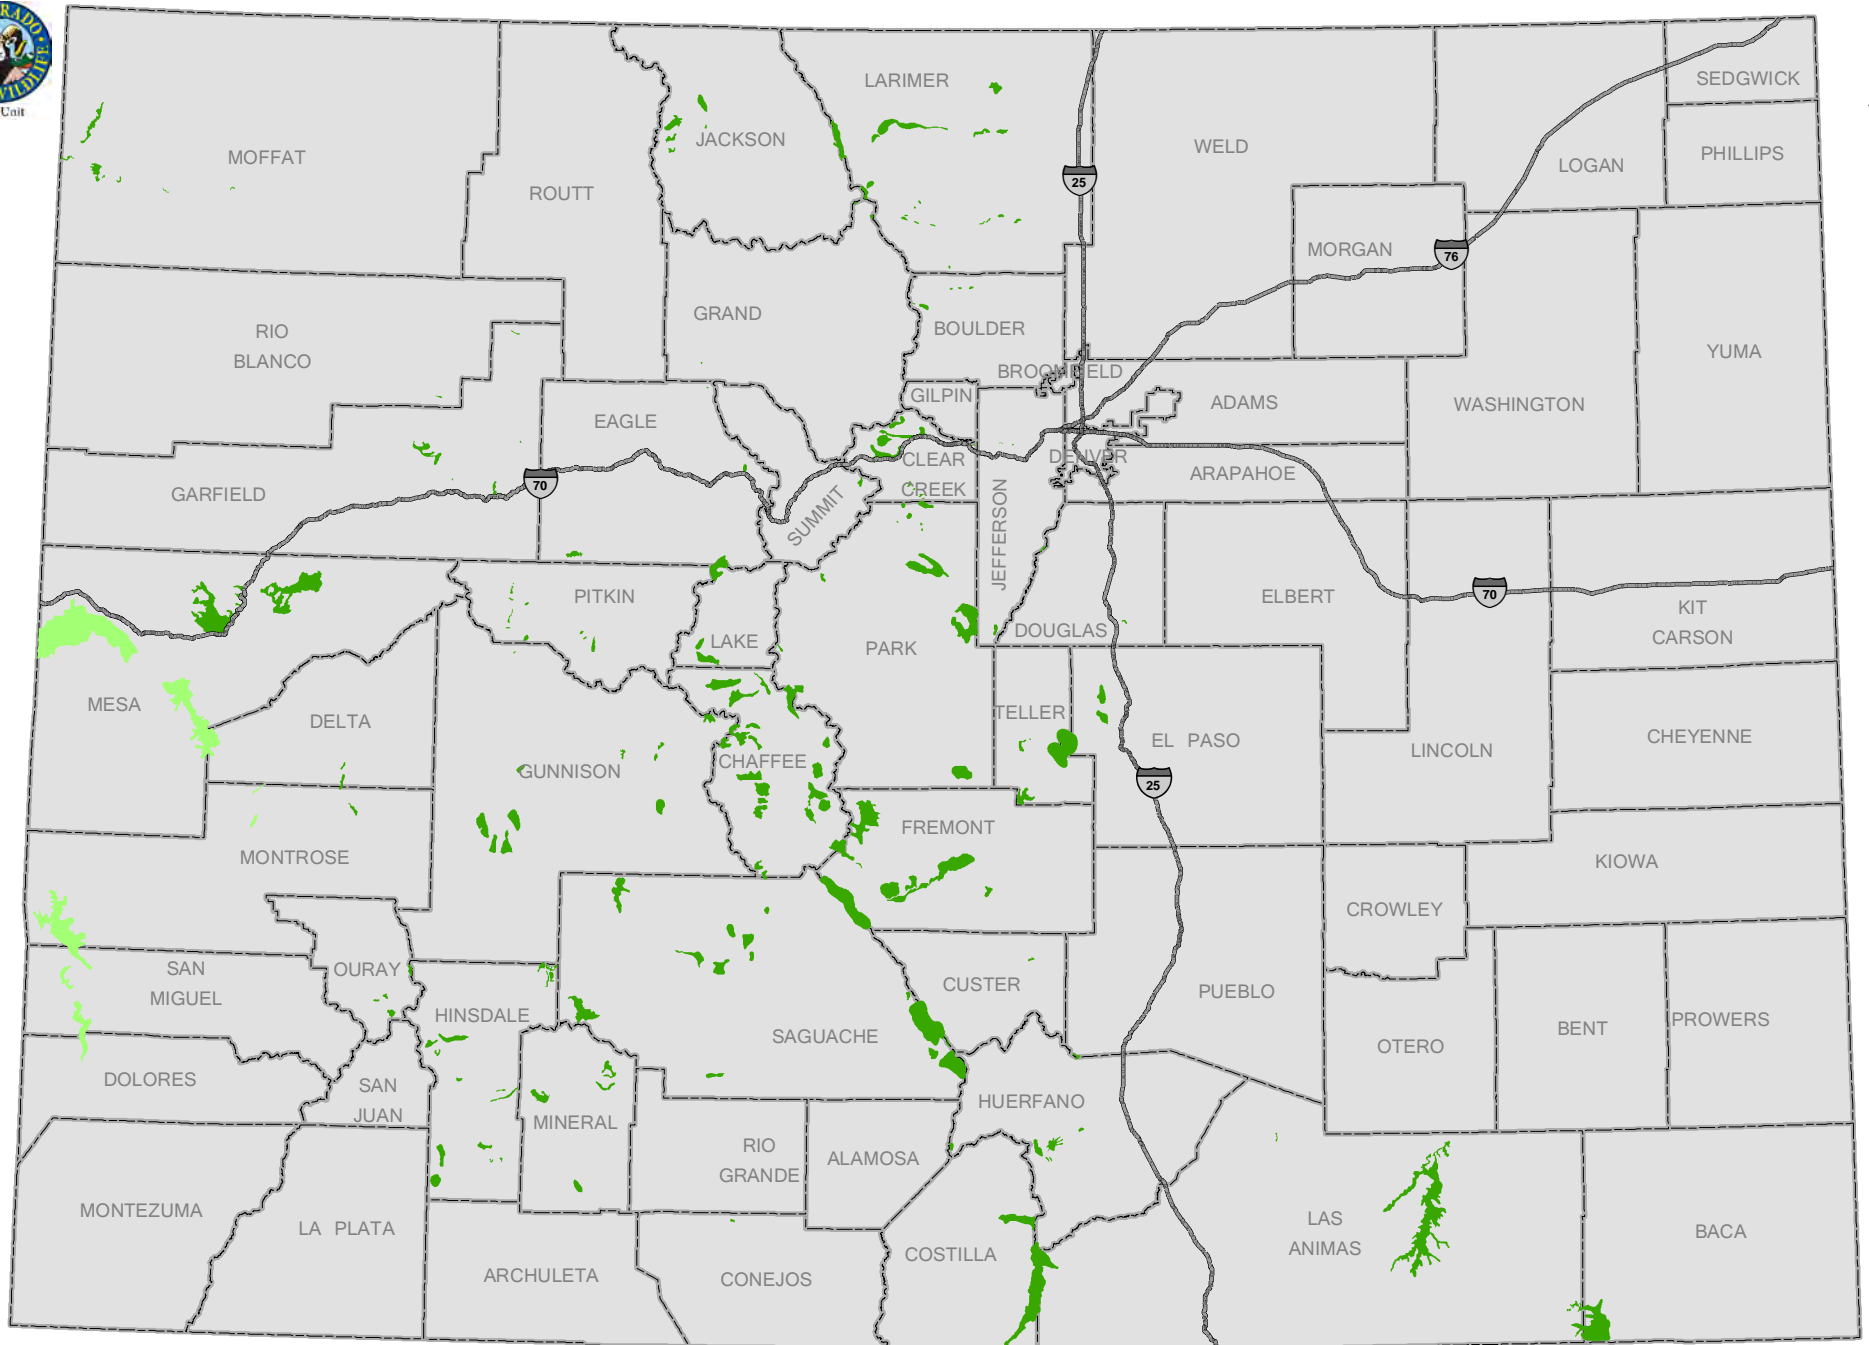 RADO
WILDLIFE
Unit
LARIMER
SEDGWICK
JACKSON
WELD
MOFFAT
PHILLIPS
LOGAN
25
ROUTT
MORGAN
76
GRAND
BOULDER
RIO
BLANCO
YUMA
BROOMFIELD
GILPIN
ADAMS
WASHINGTON
EAGLE
CLEAR
CREEK
DENVER
ARAPAHOE
GARFIELD
70
SUMMIT
JEFFERSON
PITKIN
ELBERT
70
KIT
CARSON
LAKE
PARK
DOUGLAS
MESA
DELTA
TELLER
EL PASO
LINCOLN
CHEYENNE
GUNNISON
CHAFFEE
25
FREMONT
MONTROSE
KIOWA
CROWLEY
SAN
MIGUEL
OURAY
CUSTER
PUEBLO
HINSDALE
SAGUACHE
BENT
PROWERS
OTERO
DOLORES
SAN
JUAN
HUERFANO
MINERAL
RIO
GRANDE
ALAMOSA
MONTEZUMA
LA PLATA
LAS
ANIMAS
BACA
COSTILLA
ARCHULETA
CONEJOS